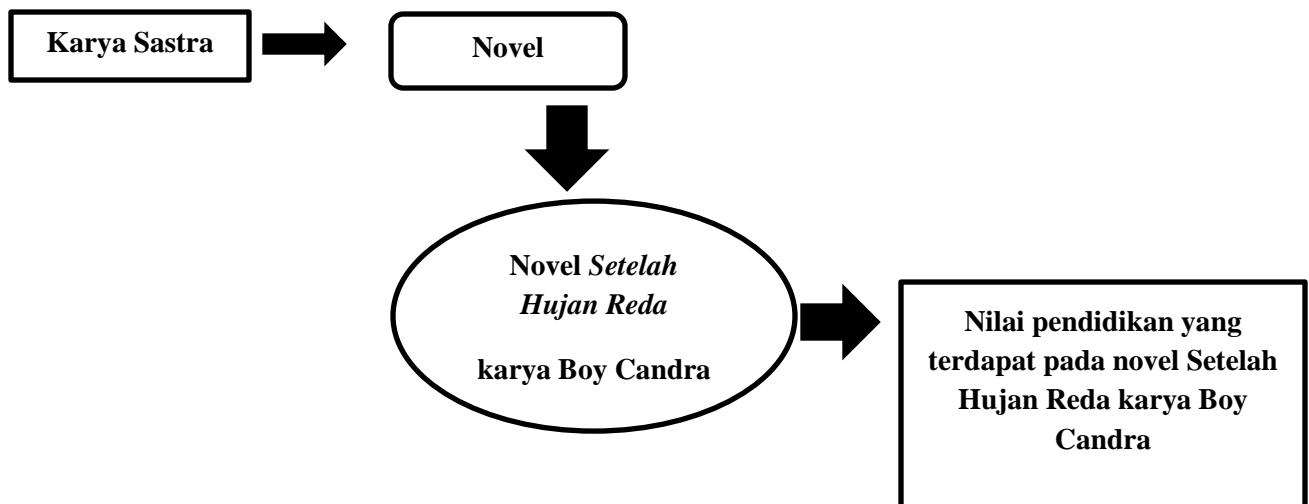 Karya Sastra
Novel
Novel Setelah
Hujan Reda
karya Boy Candra
Nilai pendidikan yang
terdapat pada novel Setelah
Hujan Reda karya Boy
Candra